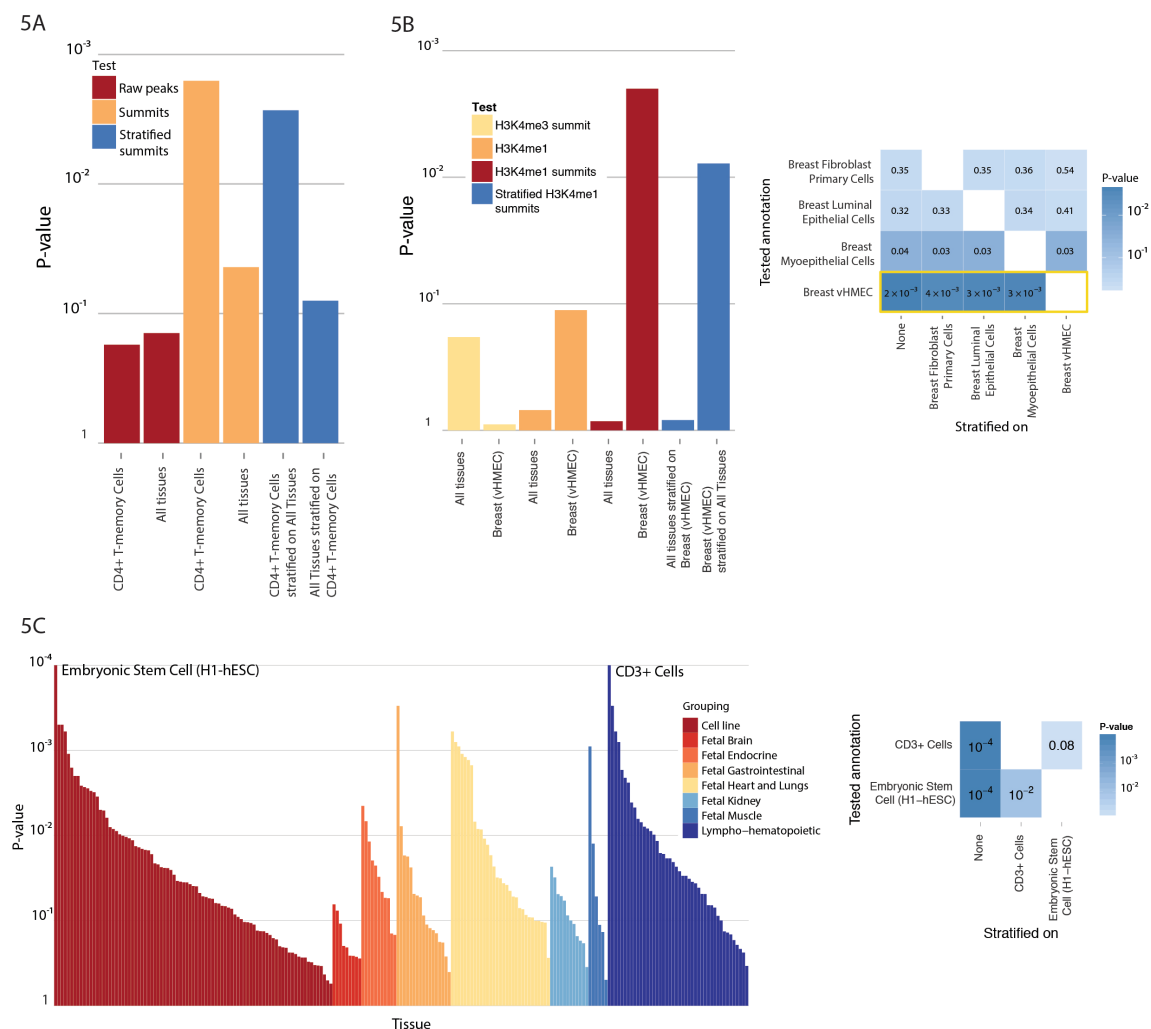 5A
10-3
10-2
10-1
1
P-value
Test
Raw peaks
Summits
Stratified
summits
CD4+ T-memory Cells
All tissues
CD4+ T-memory Cells
All tissues
CD4+ T-memory Cells
stratified on All Tissues
All Tissues stratified on
CD4+ T-memory Cells
5B
10-3
10-2
10-1
1
P-value
Test
H3K4me3 summit
H3K4me1
H3K4me1 summits
Stratified H3K4me1
summits
All tissues
Breast (vHMEC)
All tissues
Breast (vHMEC)
All tissues
Breast (vHMEC)
All tissues stratified on
Breast (vHMEC)
Breast (vHMEC)
stratified on All Tissues
Tested annotation
Breast Fibroblast
Primary Cells
0.35 0.35 0.36 0.54
Breast Luminal
Epithelial Cells
0.32 0.33 0.34 0.41
Breast
Myoepithelial Cells
0.04 0.03 0.03 0.03
Breast vHMEC
2×10−3 4×10−3 3×10−3 3×10−3
None
Breast Fibroblast
Primary Cells
Breast Luminal
Epithelial Cells
Breast
Myoepithelial Cells
Breast vHMEC
Stratified on
P-value
10-2
10-1
5C
10-4
10-3
10-2
10-1
1
P-value
Embryonic Stem Cell (H1-hESC)
CD3+ Cells
Grouping
Cell line
Fetal Brain
Fetal Endocrine
Fetal Gastrointestinal
Fetal Heart and Lungs
Fetal Kidney
Fetal Muscle
Lympho−hematopoietic
Tissue
Tested annotation
CD3+ Cells
10−4 0.08
Embryonic Stem
Cell (H1−hESC)
10−4 10−2
None
CD3+ Cells
Embryonic Stem
Cell (H1−hESC)
Stratified on
P-value
10-3
10-2